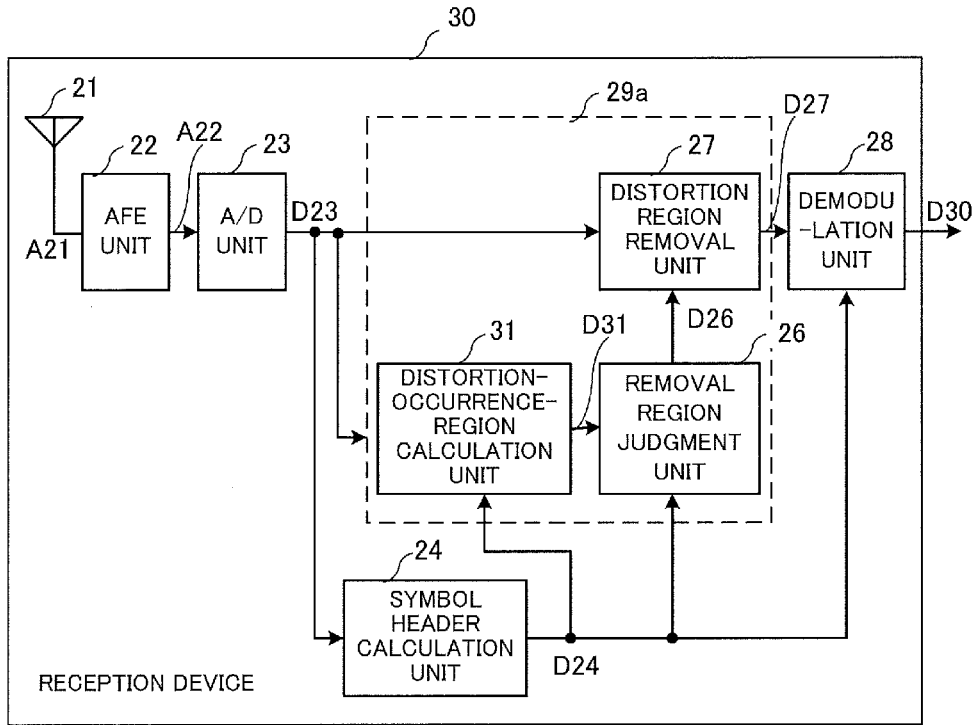 30
21
29a
D27
A22
22
23
27
28
AFE
UNIT
A/D
UNIT
D23
DISTORTION
REGION
REMOVAL
UNIT
DEMODU
-LATION
UNIT
D30
A21
D26
31
D31
26
DISTORTION-
OCCURRENCE-
REGION
CALCULATION
UNIT
REMOVAL
REGION
JUDGMENT
UNIT
24
SYMBOL
HEADER
CALCULATION
UNIT
D24
RECEPTION DEVICE